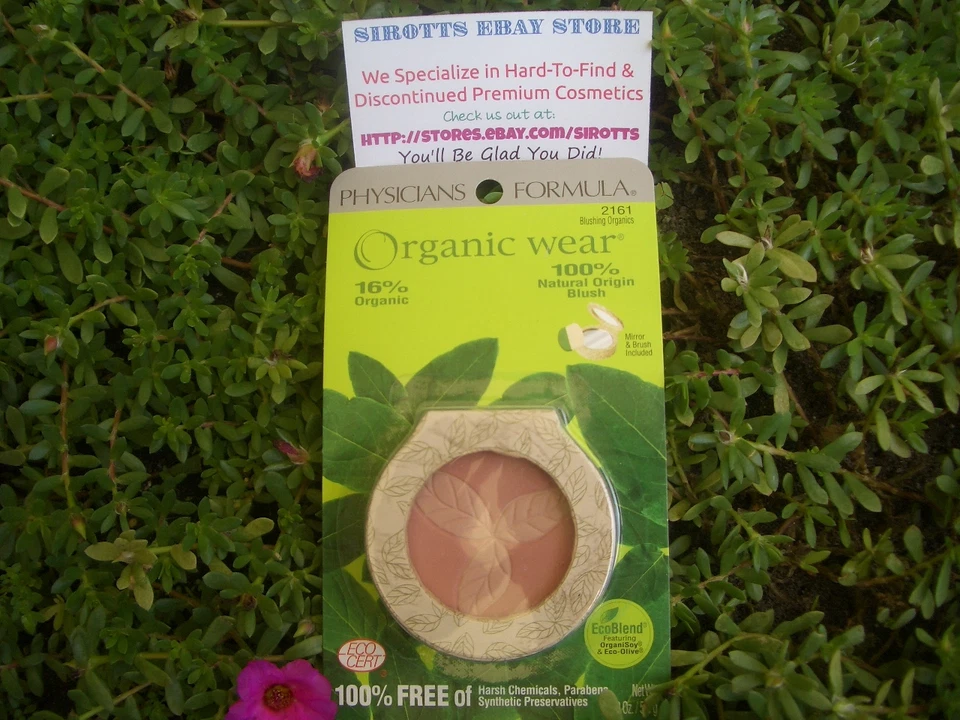 SIROTTS EBAY STORE
We Specialize in Hard-To-Find &
Discontinued Premium Cosmetics
Check us out at:
HTTP://STORES.EBAY.COM/SIROTTS
You'll Be Glad You Did!
PHYSICIANS FORMULA®
2161
Blushing Organics
Organic wear®
16%
Organic
100%
Natural Origin
Blush
Mirror
& Brush
Included
EcoBlend®
Featuring
OrganiSoy®
& Eco-Olive®
ECO
CERT
100% FREE of
Harsh Chemicals, Parabens
Synthetic Preservatives
Net
Oz.